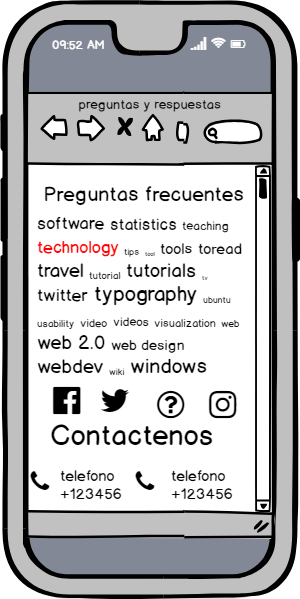 09:52 AM
preguntas y respuestas
Preguntas frecuentes
software statistics teaching
technology tips tool tools toread
travel tutorial tutorials tv
twitter typography ubuntu
usability video videos visualization web
web 2.0 web design
webdev wiki windows
?
Contactenos
telefono telefono
+123456 +123456